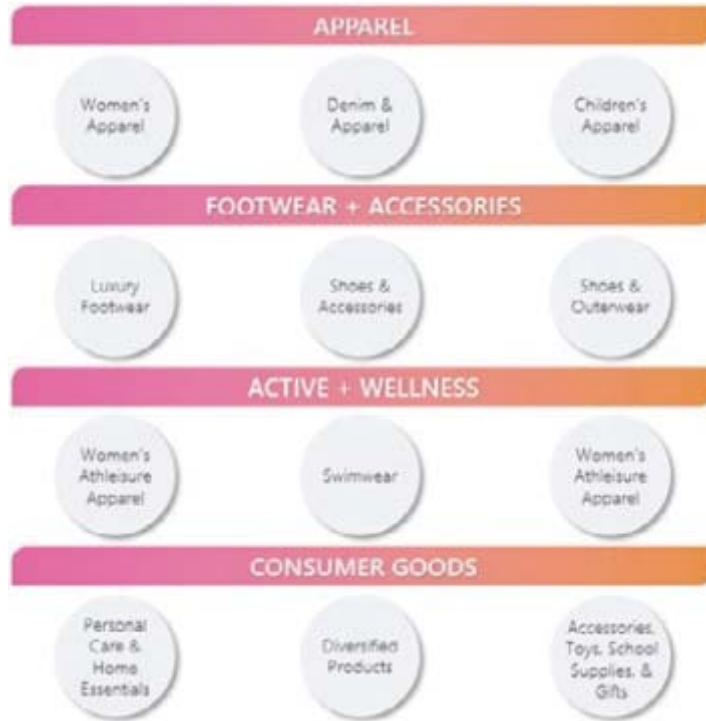 APPAREL
Women's
Apparel
Denim &
Apparel
Children's
Apparel
FOOTWEAR + ACCESSORIES
Luxury
Footwear
Shoes &
Accessories
Shoes &
Outerwear
ACTIVE + WELLNESS
Women's
Athleisure
Apparel
Swimwear
Women's
Athleisure
Apparel
CONSUMER GOODS
Personal
Care &
Home
Essentials
Diversified
Products
Accessories,
Toys, School
Supplies, &
Gifts